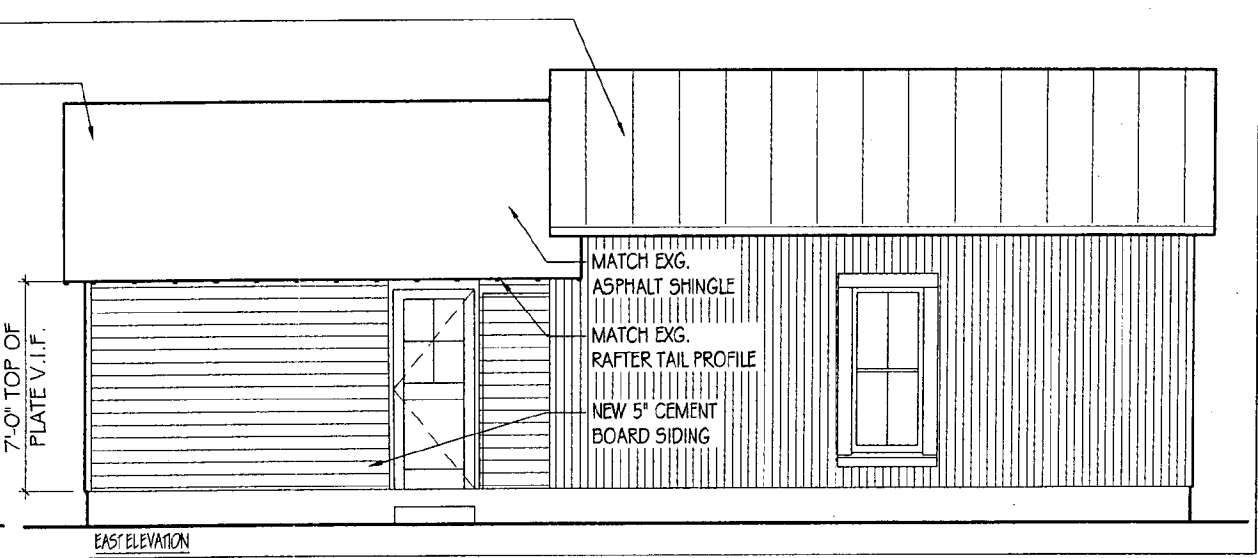 MATCH EXG.
ASPHALT SHINGLE
MATCH EXG.
RAFTER TAIL PROFILE
NEW 5" CEMENT
BOARD SIDING
7'-0" TOP OF
PLATE V.I.F.
EAST ELEVATION